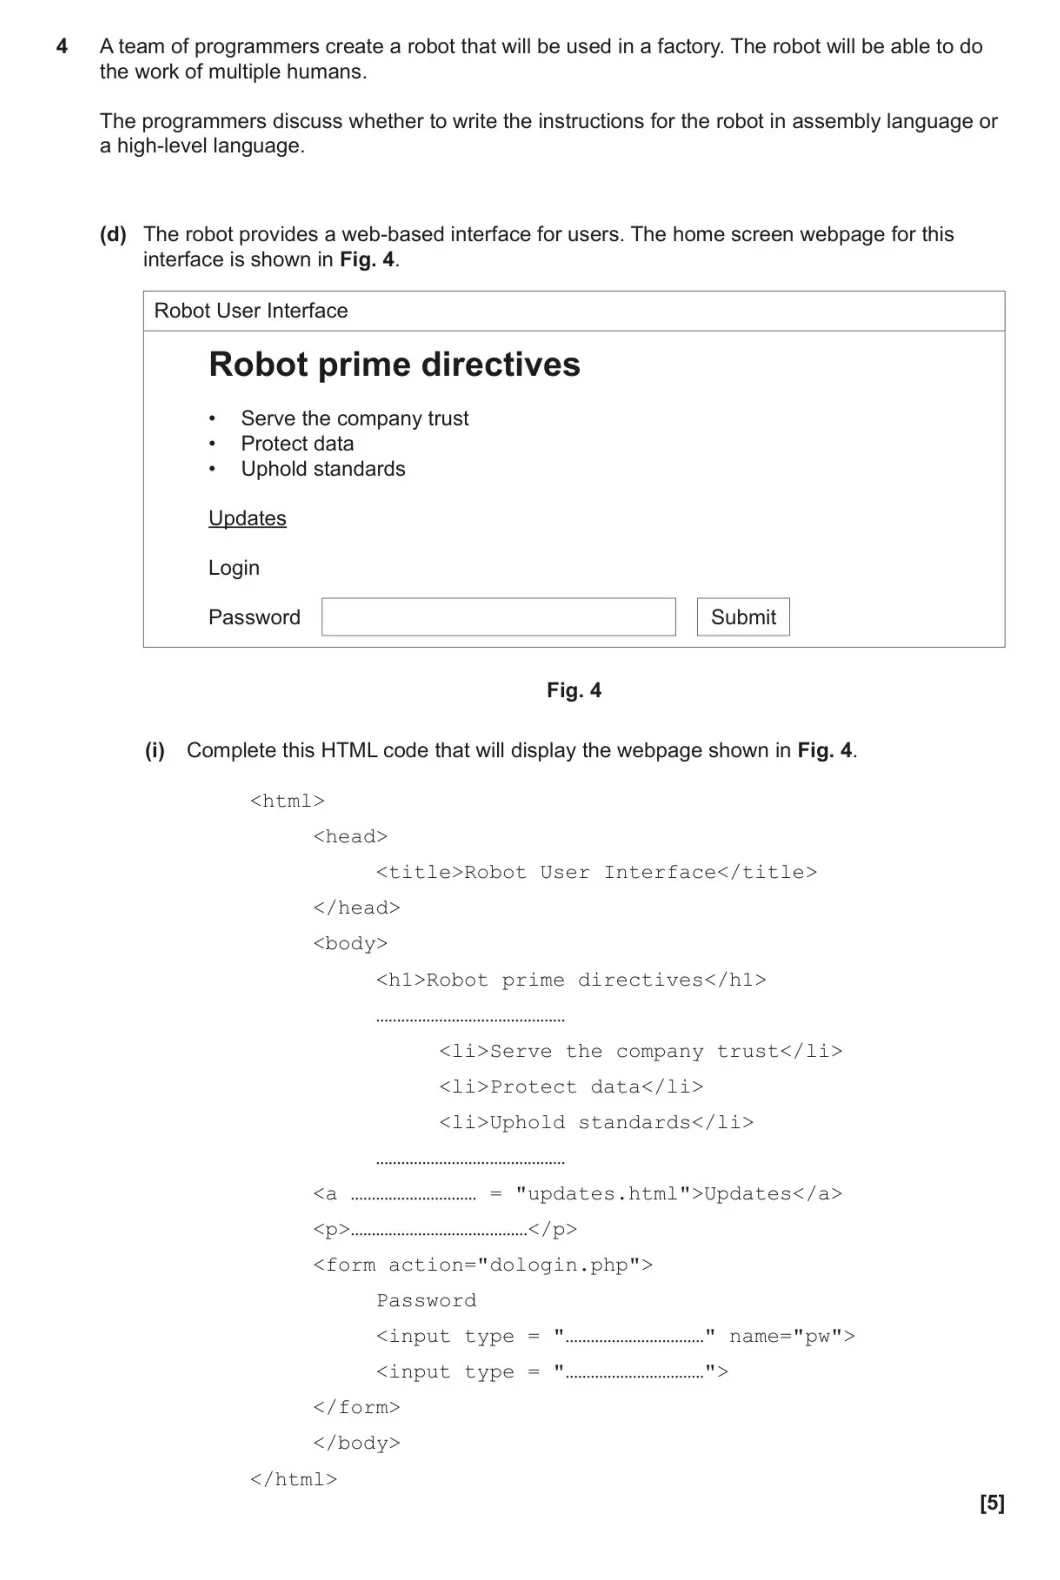 4 A team of programmers create a robot that will be used in a factory. The robot will be able to do
the work of multiple humans.
The programmers discuss whether to write the instructions for the robot in assembly language or
a high-level language.
(d) The robot provides a web-based interface for users. The home screen webpage for this
interface is shown in Fig. 4.
Robot User Interface
Robot prime directives
• Serve the company trust
• Protect data
• Uphold standards
Updates
Login
Password
Submit
Fig. 4
(i) Complete this HTML code that will display the webpage shown in Fig. 4.
<html>
<head>
<title>Robot User Interface</title>
</head>
<body>
<h1>Robot prime directives</h1>
.............................................
<li>Serve the company trust</li>
<li>Protect data</li>
<li>Uphold standards</li>
.............................................
<a .............................. = "updates.html">Updates</a>
<p>..........................................</p>
<form action="dologin.php">
Password
<input type = "................................." name="pw">
<input type = ".................................">
</form>
</body>
</html>
[5]